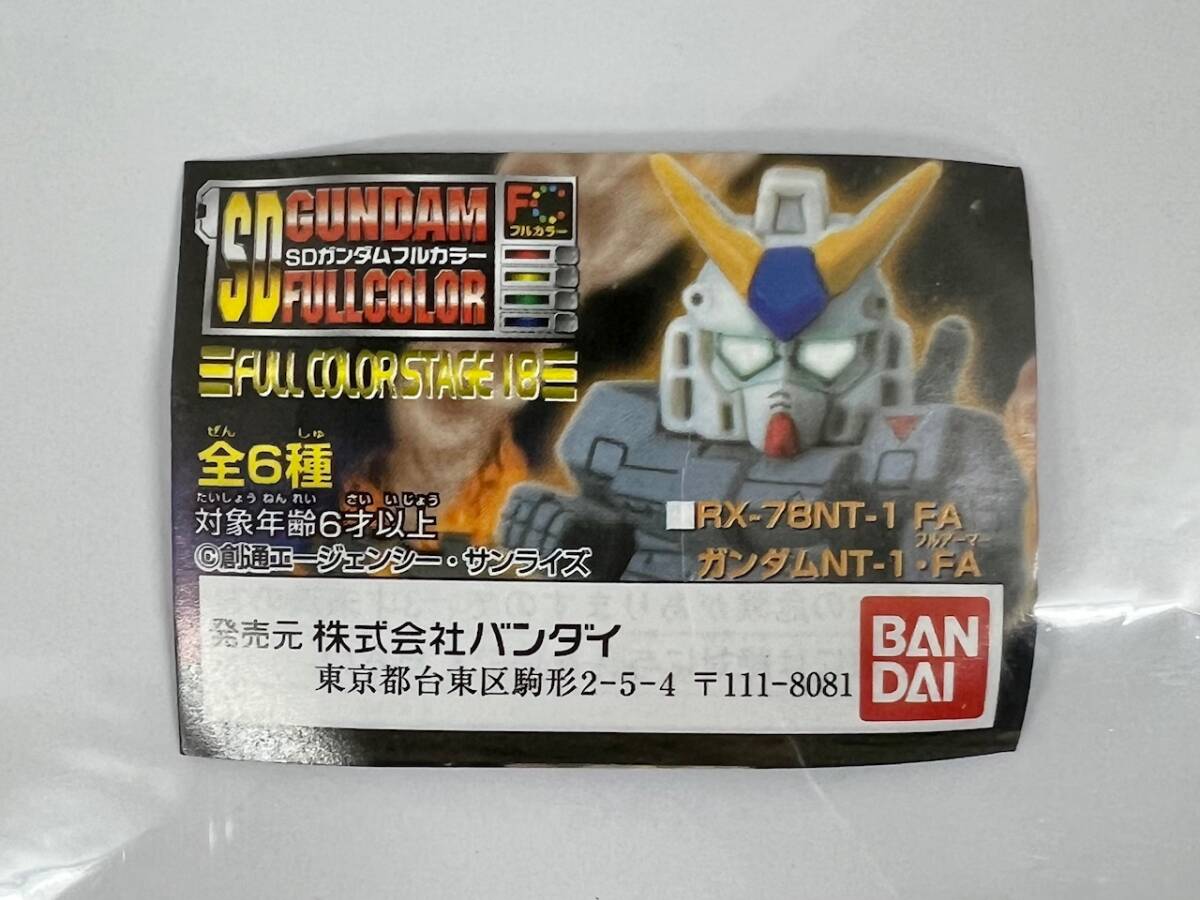 SD GUNDAM
SDガンダムフルカラー
FULLCOLOR
FC
フルカラー
FULL COLOR STAGE 18
ぜん しゅ
全6種
たいしょう ねん れい さい いじょう
対象年齢6才以上
©創通エージェンシー・サンライズ
RX-78NT-1 FA
フルアーマー
ガンダムNT-1・FA
発売元 株式会社バンダイ
東京都台東区駒形2-5-4 〒111-8081
BAN
DAI